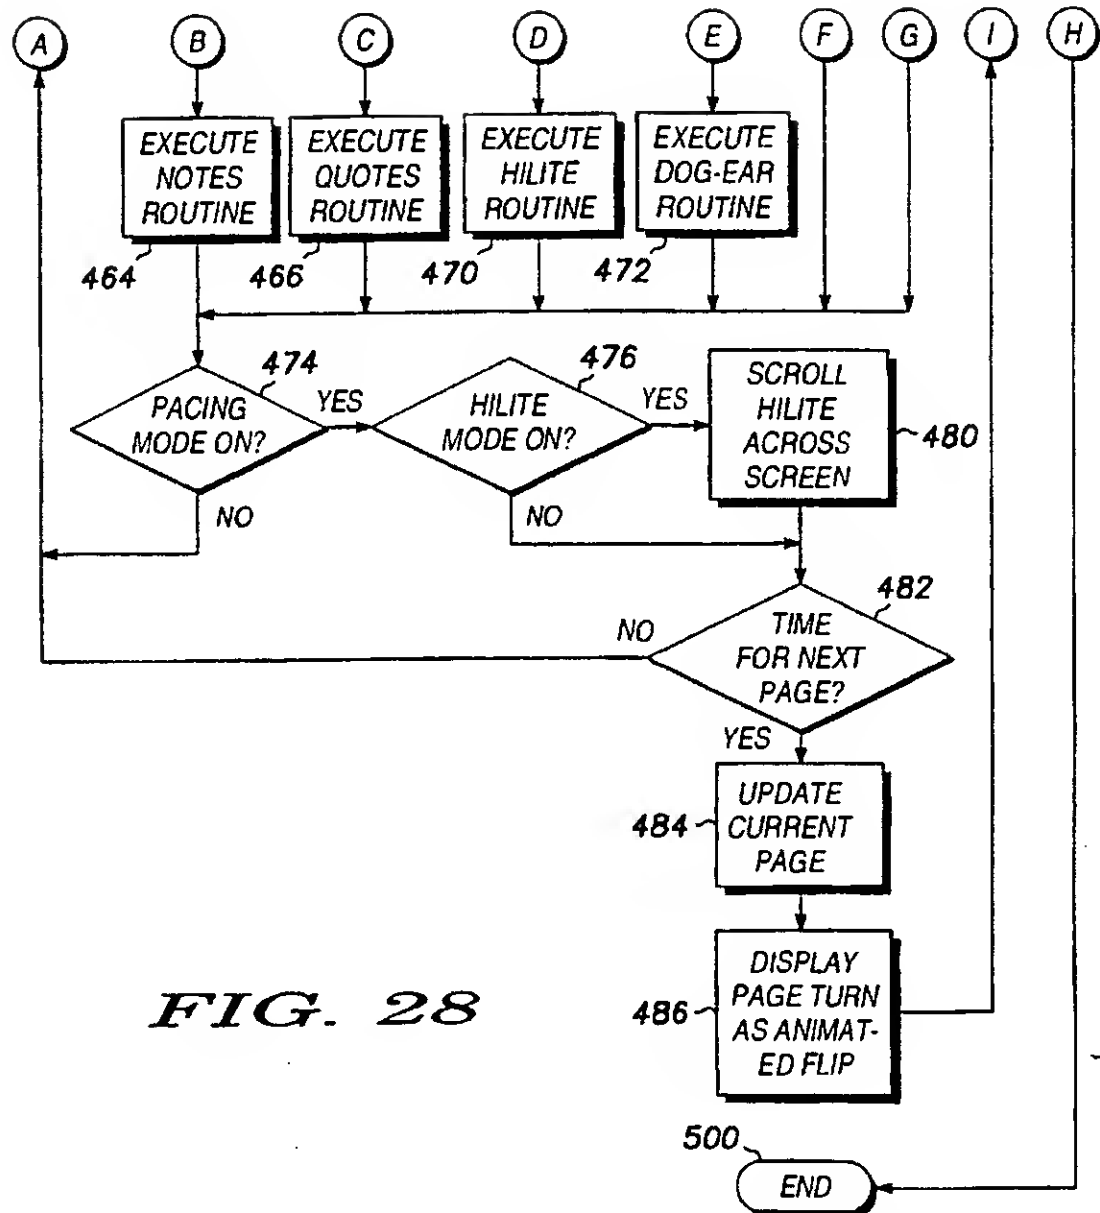 A B C D E F G I H
EXECUTE
NOTES
ROUTINE
464
EXECUTE
QUOTES
ROUTINE
466
EXECUTE
HILITE
ROUTINE
470
EXECUTE
DOG-EAR
ROUTINE
472
474
PACING
MODE ON?
YES
NO
476
HILITE
MODE ON?
YES
NO
SCROLL
HILITE
ACROSS
SCREEN
480
482
TIME
FOR NEXT
PAGE?
NO
YES
484
UPDATE
CURRENT
PAGE
486
DISPLAY
PAGE TURN
AS ANIMAT-
ED FLIP
FIG. 28
500
END